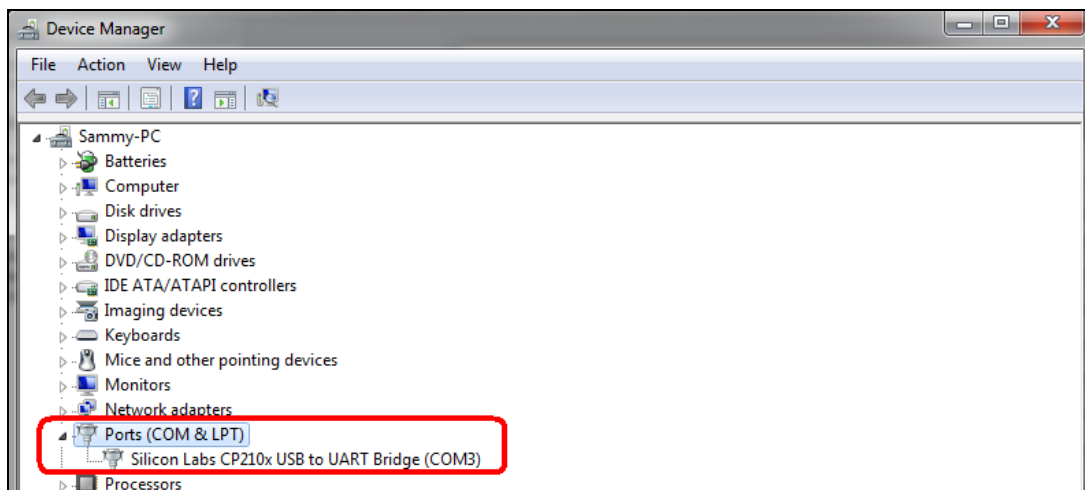 Device Manager
File Action View Help
Sammy-PC
Batteries
Computer
Disk drives
Display adapters
DVD/CD-ROM drives
IDE ATA/ATAPI controllers
Imaging devices
Keyboards
Mice and other pointing devices
Monitors
Network adapters
Ports (COM & LPT)
Silicon Labs CP210x USB to UART Bridge (COM3)
Processors